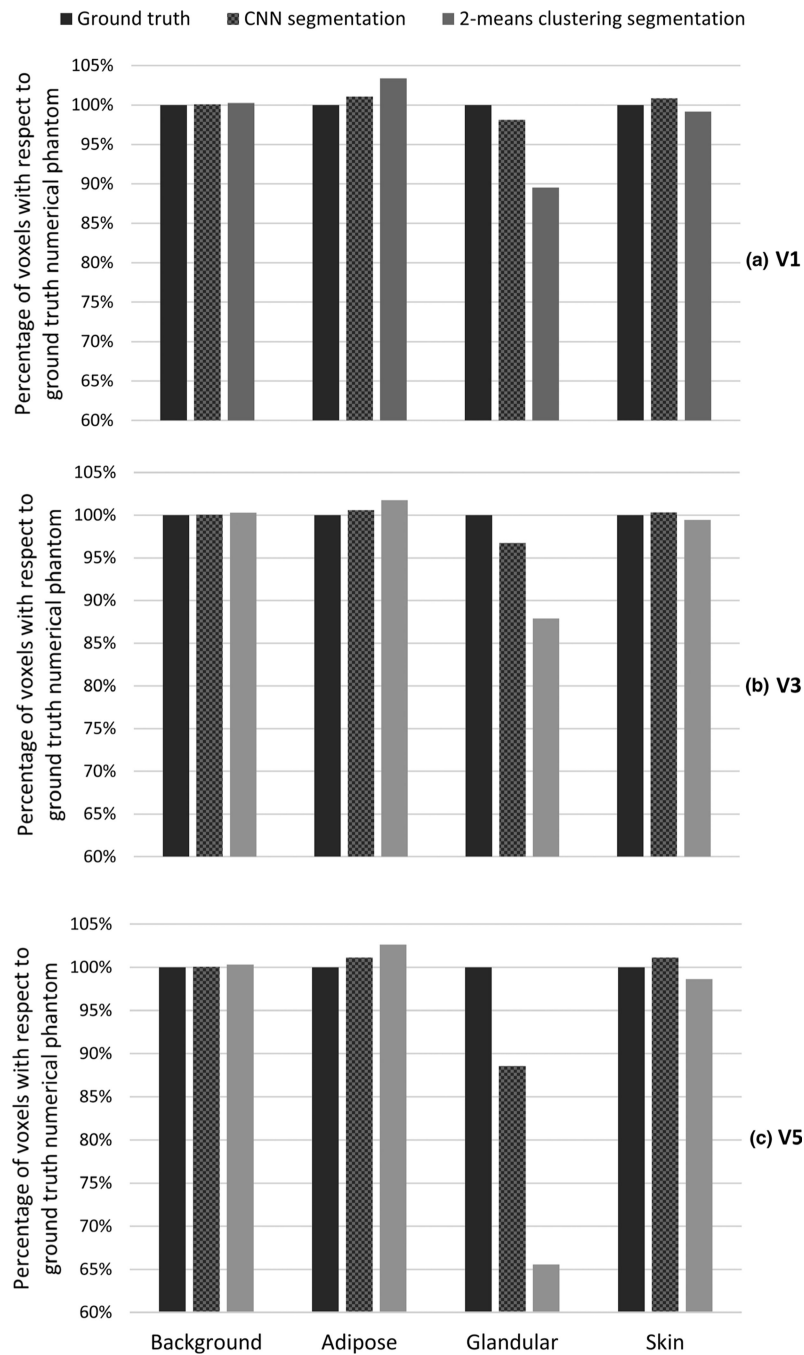 Ground truth CNN segmentation 2-means clustering segmentation
Percentage of voxels with respect to
ground truth numerical phantom
105%
100%
95%
90%
85%
80%
75%
70%
65%
60%
(a) V1
Percentage of voxels with respect to
ground truth numerical phantom
105%
100%
95%
90%
85%
80%
75%
70%
65%
60%
(b) V3
Percentage of voxels with respect to
ground truth numerical phantom
105%
100%
95%
90%
85%
80%
75%
70%
65%
60%
(c) V5
Background Adipose Glandular Skin